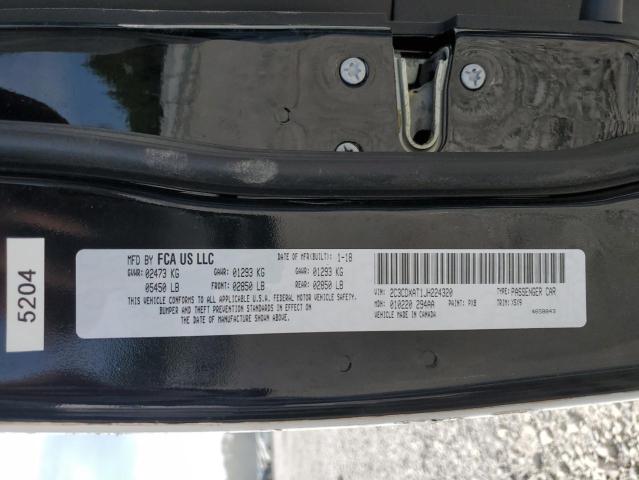 5204
MFD BY FCA US LLC DATE OF MFR(BUILT): 1-18
GVWR:02473 KG GAWR:01293 KG GAWR:01293 KG
05450 LB FRONT:02850 LB REAR:02850 LB
THIS VEHICLE CONFORMS TO ALL APPLICABLE U.S.A. FEDERAL MOTOR VEHICLE SAFETY,
BUMPER AND THEFT PREVENTION STANDARDS IN EFFECT ON
THE DATE OF MANUFACTURE SHOWN ABOVE.
VIN: 2C3CDXAT1JH224320 TYPE:PASSENGER CAR
MDH: 010220 294AA PAINT: PX8 TRIM: X5X9
VEHICLE MADE IN CANADA 4658843